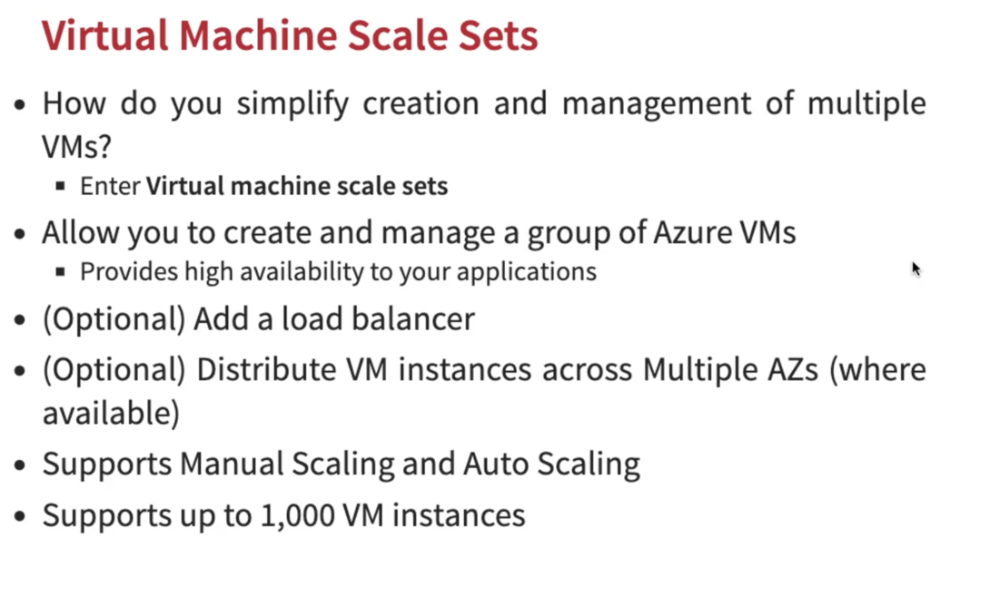 Virtual Machine Scale Sets
• How do you simplify creation and management of multiple
VMs?
▪ Enter Virtual machine scale sets
• Allow you to create and manage a group of Azure VMs
▪ Provides high availability to your applications
• (Optional) Add a load balancer
• (Optional) Distribute VM instances across Multiple AZs (where
available)
• Supports Manual Scaling and Auto Scaling
• Supports up to 1,000 VM instances